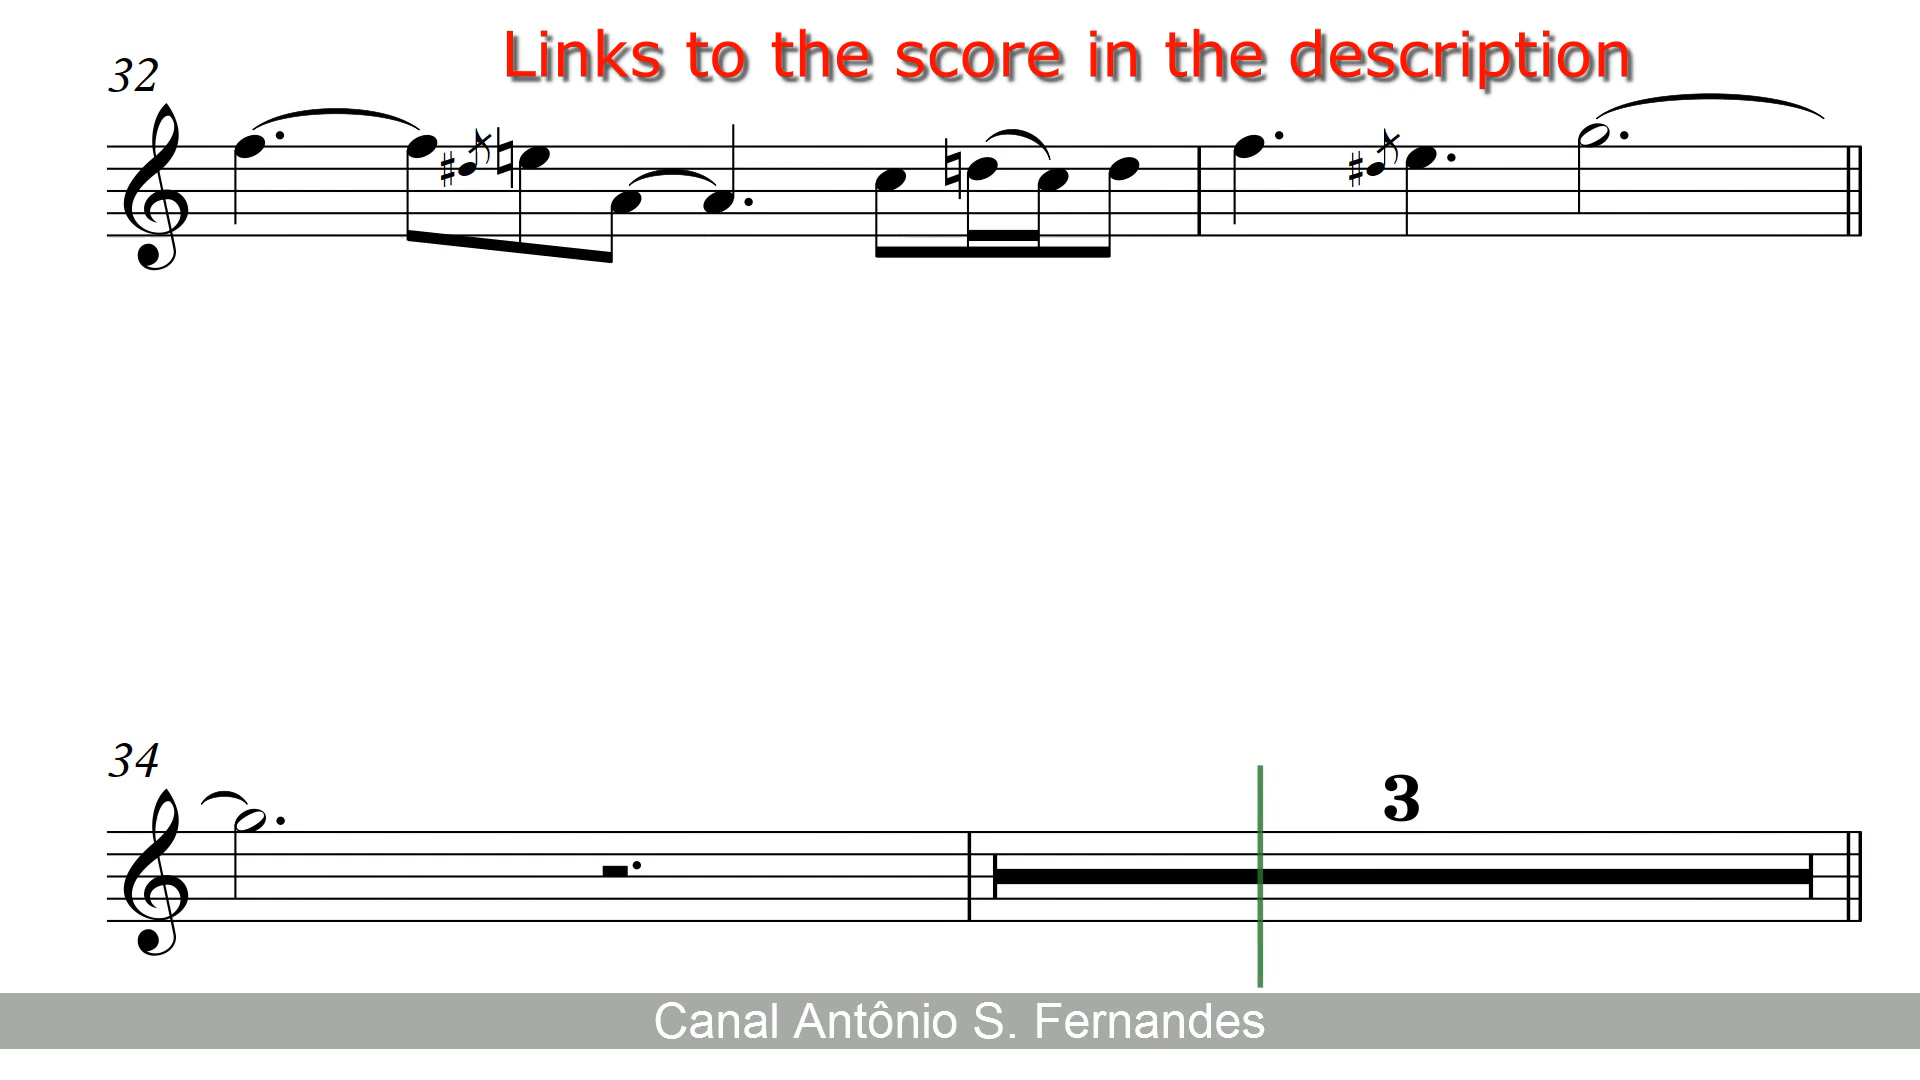 Links to the score in the description
32
34
3
Canal Antônio S. Fernandes